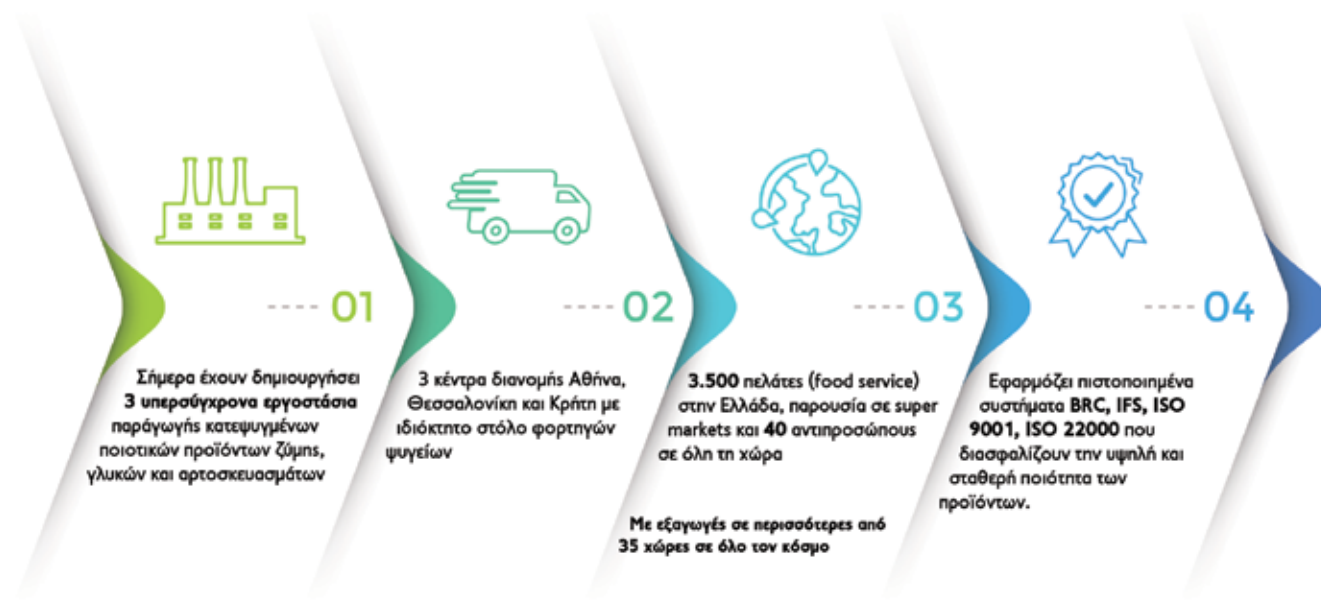 01
Σήμερα έχουν δημιουργήσει
3 υπερσύγχρονα εργοστάσια
παράγωγής κατεψυγμένων
ποιοτικών προϊόντων ζύμης,
γλυκών και αρτοσκευασμάτων
02
3 κέντρα διανομής Αθήνα,
Θεσσαλονίκη και Κρήτη με
ιδιόκτητο στόλο φορτηγών
ψυγείων
03
3.500 πελάτες (food service)
στην Ελλάδα, παρουσία σε super
markets και 40 αντιπροσώπους
σε όλη τη χώρα
Με εξαγωγές σε περισσότερες από
35 χώρες σε όλο τον κόσμο
04
Εφαρμόζει πιστοποιημένα
συστήματα BRC, IFS, ISO
9001, ISO 22000 που
διασφαλίζουν την υψηλή και
σταθερή ποιότητα των
προϊόντων.